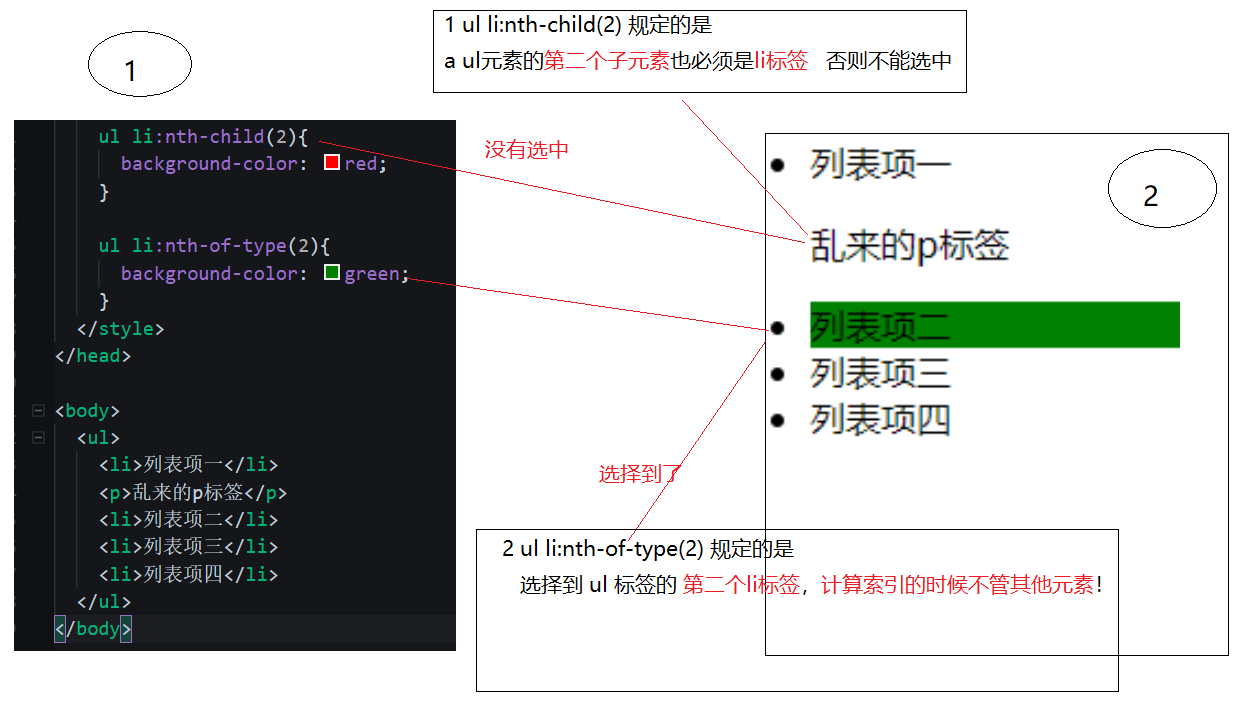 1 ul li:nth-child(2) 规定的是
a ul元素的第二个子元素也必须是li标签 否则不能选中
1
ul li:nth-child(2){
background-color: red;
}
ul li:nth-of-type(2){
background-color: green;
}
</style>
</head>
<body>
<ul>
<li>列表项一</li>
<p>乱来的p标签</p>
<li>列表项二</li>
<li>列表项三</li>
<li>列表项四</li>
</ul>
</body>
没有选中
列表项一
2
乱来的p标签
列表项二
列表项三
列表项四
选择到了
2 ul li:nth-of-type(2) 规定的是
选择到 ul 标签的 第二个li标签，计算索引的时候不管其他元素！